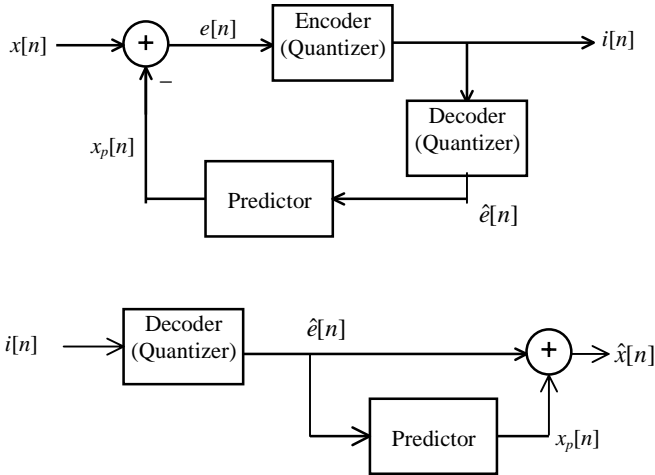 x[n]
+
e[n]
Encoder
(Quantizer)
i[n]
–
Decoder
(Quantizer)
x_p[n]
Predictor
ê[n]
i[n]
Decoder
(Quantizer)
ê[n]
+
x̂[n]
Predictor
x_p[n]